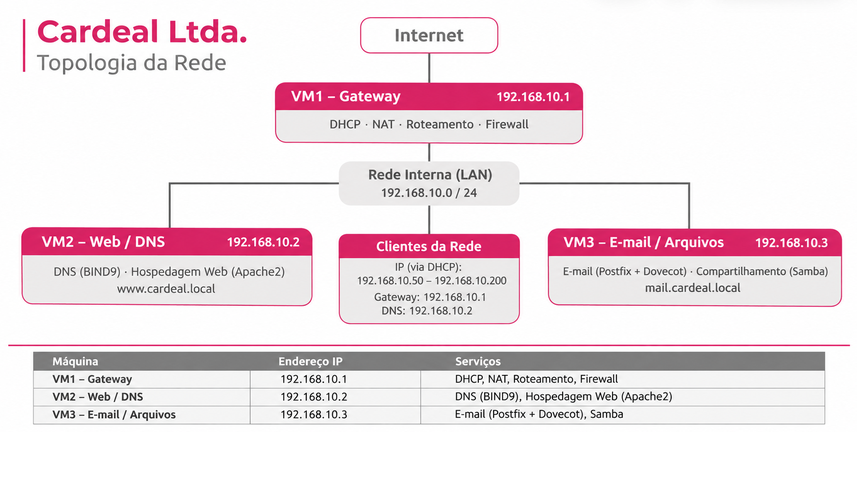 Cardeal Ltda.
Topologia da Rede
Internet
VM1 – Gateway 192.168.10.1
DHCP · NAT · Roteamento · Firewall
Rede Interna (LAN)
192.168.10.0 / 24
VM2 – Web / DNS 192.168.10.2
DNS (BIND9) · Hospedagem Web (Apache2)
www.cardeal.local
Clientes da Rede
IP (via DHCP):
192.168.10.50 – 192.168.10.200
Gateway: 192.168.10.1
DNS: 192.168.10.2
VM3 – E-mail / Arquivos 192.168.10.3
E-mail (Postfix + Dovecot) · Compartilhamento (Samba)
mail.cardeal.local
Máquina Endereço IP Serviços
VM1 – Gateway 192.168.10.1 DHCP, NAT, Roteamento, Firewall
VM2 – Web / DNS 192.168.10.2 DNS (BIND9), Hospedagem Web (Apache2)
VM3 – E-mail / Arquivos 192.168.10.3 E-mail (Postfix + Dovecot), Samba